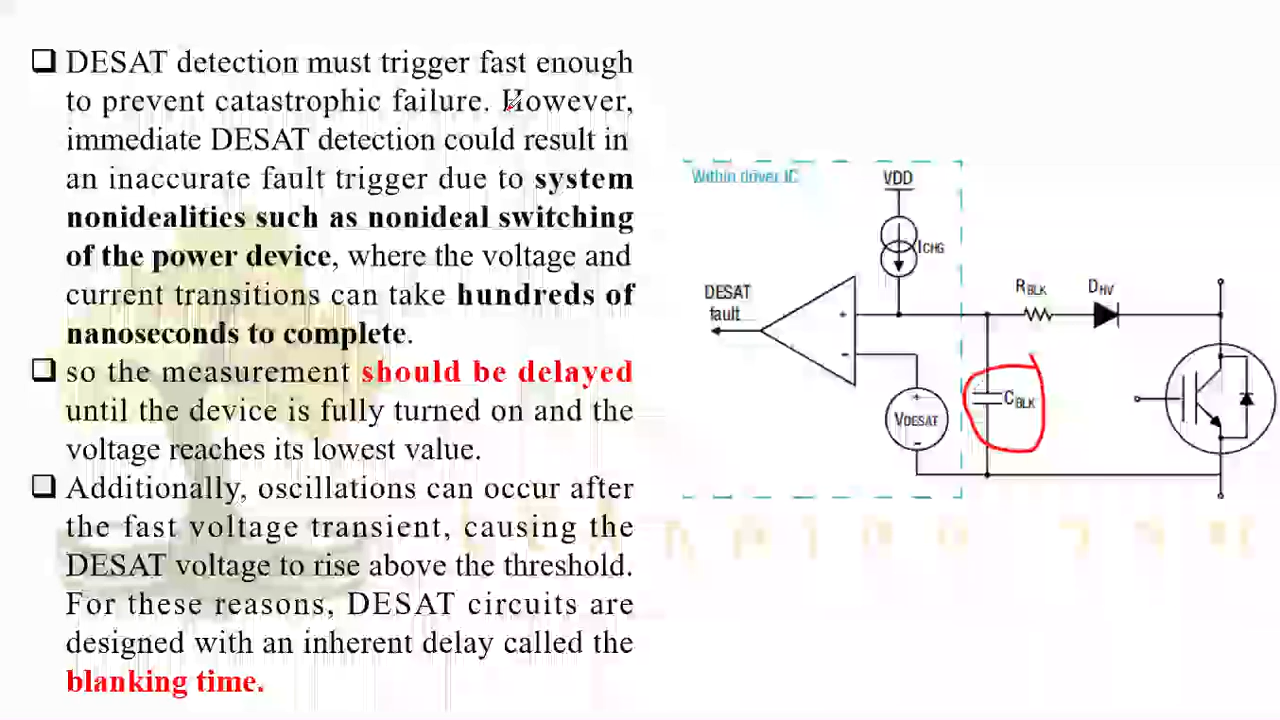 ❑ DESAT detection must trigger fast enough
to prevent catastrophic failure. However,
immediate DESAT detection could result in
an inaccurate fault trigger due to system
nonidealities such as nonideal switching
of the power device, where the voltage and
current transitions can take hundreds of
nanoseconds to complete.
❑ so the measurement should be delayed
until the device is fully turned on and the
voltage reaches its lowest value.
❑ Additionally, oscillations can occur after
the fast voltage transient, causing the
DESAT voltage to rise above the threshold.
For these reasons, DESAT circuits are
designed with an inherent delay called the
blanking time.
Within driver IC
VDD
ICHG
DESAT
fault
RBLK
DHV
+
-
+
VDESAT
-
CBLK